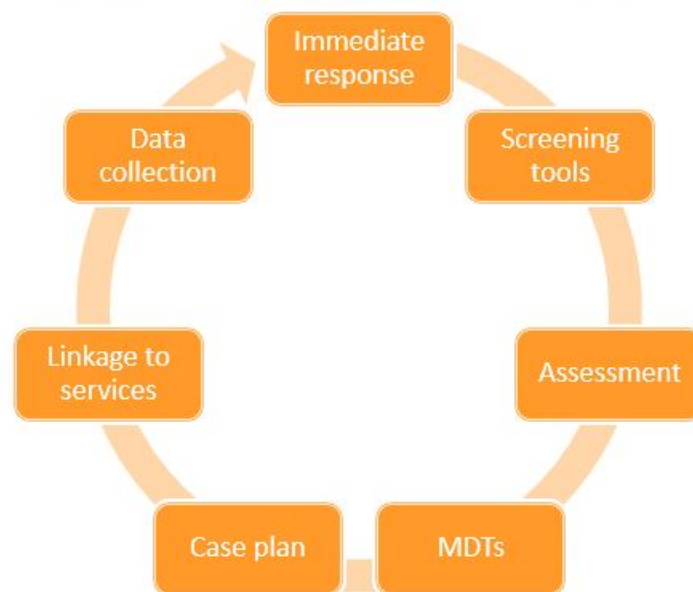 Immediate
response
Screening
tools
Assessment
MDTs
Case plan
Linkage to
services
Data
collection